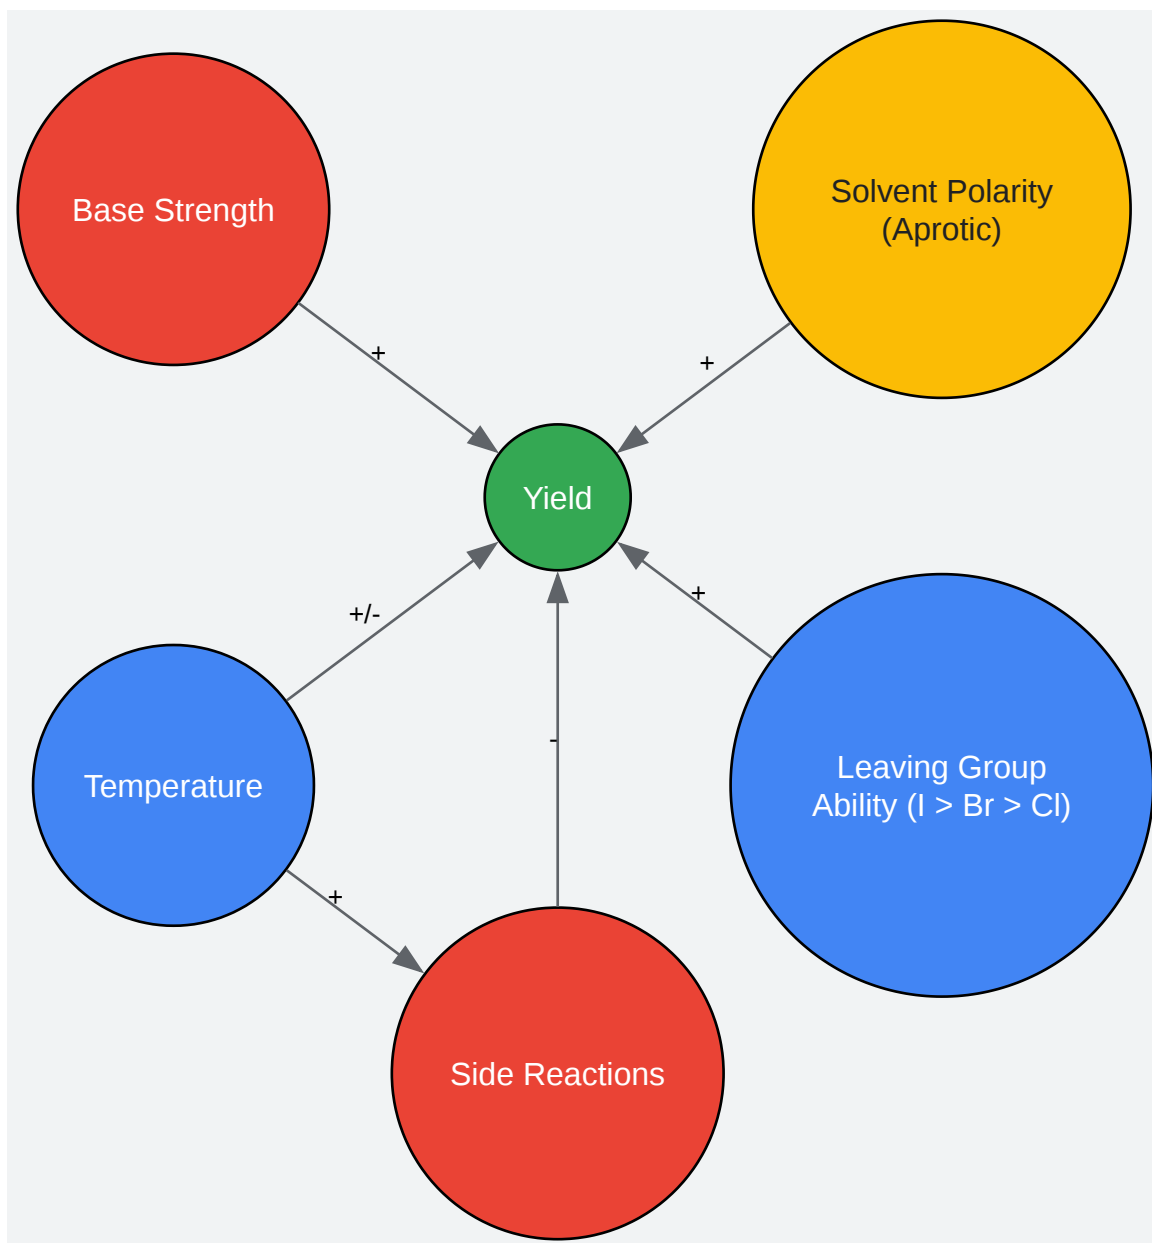 Base Strength
Solvent Polarity
(Aprotic)
+
+
Yield
+
+/-
-
Temperature
Leaving Group
Ability (I > Br > Cl)
+
Side Reactions